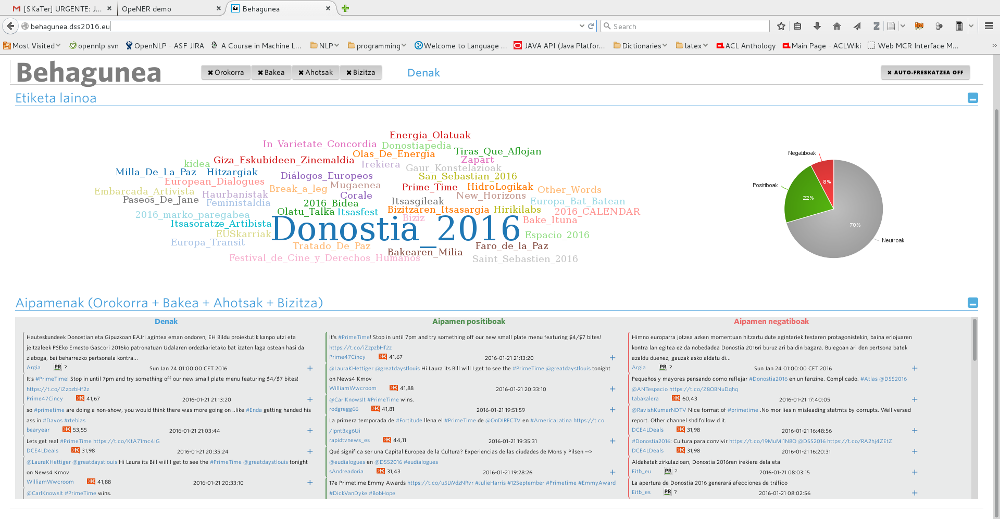 [SKaTer] URGENTE: J...
OpeNER demo
Behagunea
behagunea.dss2016.eu
Search
Most Visited
opennlp svn
OpenNLP - ASF JIRA
A Course in Machine L...
NLP
programming
Welcome to Language ...
JAVA API (Java Platfor...
Dictionaries
latex
ACL Anthology
Main Page - ACLWiki
Web MCR Interface M...
»
Behagunea
✖ Orokorra
✖ Bakea
✖ Ahotsak
✖ Bizitza
Denak
✖ AUTO-FRESKATZEA OFF
Etiketa lainoa
Energia_Olatuak
In_Varietate_Concordia
Donostiapedia
Olas_De_Energia
Tiras_Que_Aflojan
Giza_Eskubideen_Zinemaldia
Zapart
kidea
Irekiera
Gaur_Konstelazioak
Milla_De_La_Paz
Hitzargiak
Diálogos_Europeos
San_Sebastian_2016
European_Dialogues
Mugaenea
Break_a_leg
Prime_Time
HidroLogikak
Other_Words
Embarcada_Artivista
Haurbanistak
Corale
New_Horizons
Paseos_De_Jane
Feministaldia
2016_Bidea
Itsasgileak
Europa_Bat_Batean
Olatu_Talka
Itsasfest
Bizitzaren_Itsasargia
Hirikilabs
2016_CALENDAR
2016_marko_paregabea
Biziz
Bake_Ituna
Itsasoratze_Artibista
Donostia_2016
EUSkarriak
Espacio_2016
Europa_Transit
Tratado_De_Paz
Faro_de_la_Paz
Bakearen_Milia
Festival_de_Cine_y_Derechos_Humanos
Saint_Sebastien_2016
Negatiboak
8%
Positiboak
22%
70%
Neutroak
Aipamenak (Orokorra + Bakea + Ahotsak + Bizitza)
Denak
Hauteskundeek Donostian eta Gipuzkoan EAJri agintea eman ondoren, EH Bildu proiektutik kanpo utzi eta
jeltzaleek PSEko Ernesto Gascori 2016ko patronatuan Udalaren ordezkarietako bat izaten laga ostean hasi da
ziaboga, bai beharrezko pertsonala kontra...
Argia PR ? Sun Jan 24 01:00:00 CET 2016 +
It's #PrimeTime! Stop in until 7pm and try something off our new small plate menu featuring $4/$7 bites!
https://t.co/iZzpzbHf2z
Prime47Cincy 41,67 2016-01-21 21:13:20 +
so #primetime are doing a non-show, you would think there was more going on ..like #Enda getting handed his
ass in #Davos #rtebias
bearyear 53,55 2016-01-21 21:03:44 +
Lets get real #PrimeTime https://t.co/KtA71mc4IG
DCE4LDeals 31,98 2016-01-21 20:35:24 +
@LauraKHettiger @greatdaystlouis Hi Laura its Bill will I get to see the #PrimeTime @greatdaystlouis tonight
on News4 Kmov
WilliamWwcroom 41,88 2016-01-21 20:33:10 +
@CarlKnowsIt #PrimeTime wins.
Aipamen positiboak
It's #PrimeTime! Stop in until 7pm and try something off our new small plate menu featuring $4/$7 bites!
https://t.co/iZzpzbHf2z
Prime47Cincy 41,67 2016-01-21 21:13:20 +
@LauraKHettiger @greatdaystlouis Hi Laura its Bill will I get to see the #PrimeTime @greatdaystlouis tonight
on News4 Kmov
WilliamWwcroom 41,88 2016-01-21 20:33:10 +
@CarlKnowsIt #PrimeTime wins.
rodgregg66 41,81 2016-01-21 19:51:59 +
La primera temporada de #Fortitude llena el #PrimeTime de @OnDIRECTV en #AmericaLatina https://t.co
/IpntBxg6Ui
rapidtvnews_es 44,11 2016-01-21 19:35:31 +
Qué significa ser una Capital Europea de la Cultura? Experiencias de las ciudades de Mons y Pilsen -->
@eudialogues en @DSS2016 #eudialogues
sAndreadoria 31,43 2016-01-21 19:28:26 +
17e Primetime Emmy Awards https://t.co/u5LWdzNRvr #JulieHarris #12September #Primetime #EmmyAward
#DickVanDyke #BobHope
Aipamen negatiboak
Himno europarra jotzea azken momentuan hitzartu dute agintariek festaren protagonistekin, baina erlojuaren
kontra lan egitea ez da nobedadea Donostia 2016ri buruz ari baldin bagara. Bulegoan ari den pertsona batek
azaldu duenez, gauzak asko aldatu di...
Argia PR ? Sun Jan 24 01:00:00 CET 2016 +
Pequeños y mayores pensando como reflejar #Donostia2016 en un fanzine. Complicado. #Atlas @DSS2016
@ANTespacio https://t.co/Z8OBNuDqhq
tabakalera 60,43 2016-01-21 17:40:05 +
@RavishKumarNDTV Nice format of #primetime .No mor lies n misleading statmts by corrupts. Well versed
report. Other channel shd follow d it.
DCE4LDeals 31,98 2016-01-21 16:48:56 +
#Donostia2016: Cultura para convivir https://t.co/l9MuMl1N8O @DSS2016 https://t.co/RA2hj4ZEtZ
DCE4LDeals 31,98 2016-01-21 16:20:31 +
Aldaketak zirkulazioan, Donostia 2016ren irekiera dela eta
Eitb_eu PR ? 2016-01-21 08:03:15 +
La apertura de Donostia 2016 generará afecciones de tráfico
Eitb_es PR ? 2016-01-21 08:02:56 +